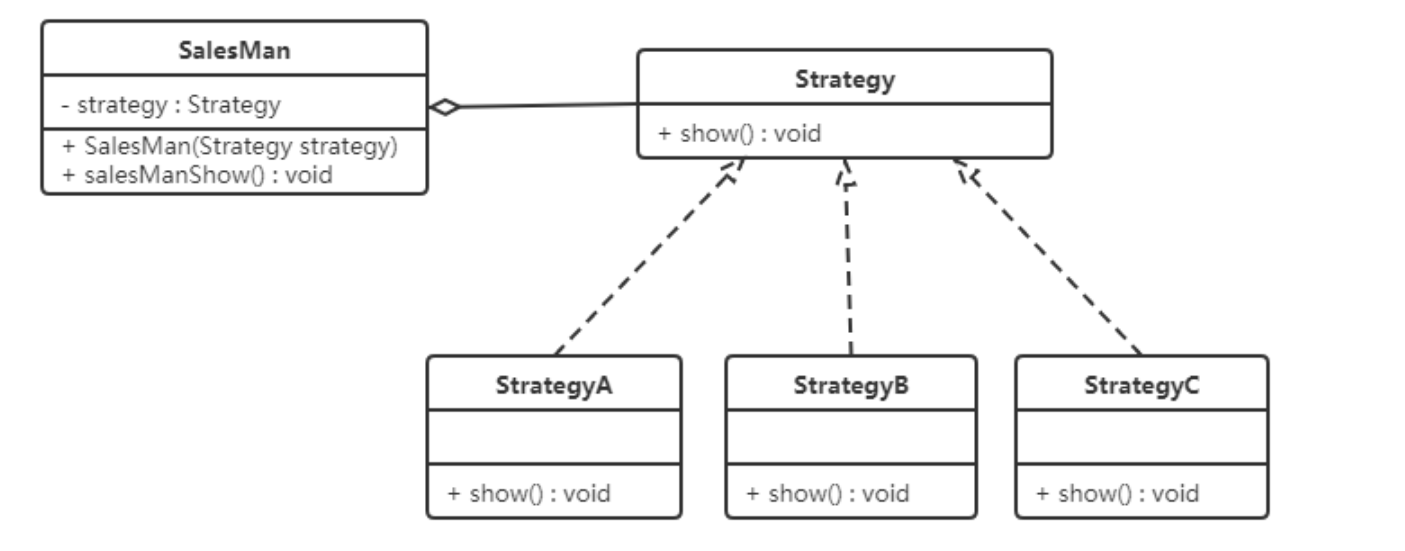 SalesMan
- strategy : Strategy
+ SalesMan(Strategy strategy)
+ salesManShow() : void
Strategy
+ show() : void
StrategyA
+ show() : void
StrategyB
+ show() : void
StrategyC
+ show() : void